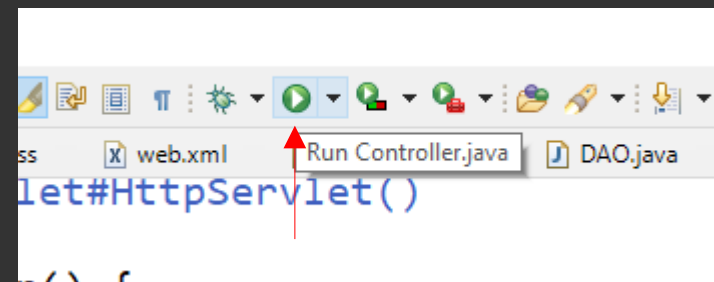 ss web.xml Run Controller.java DAO.java
let#HttpServlet()
() {